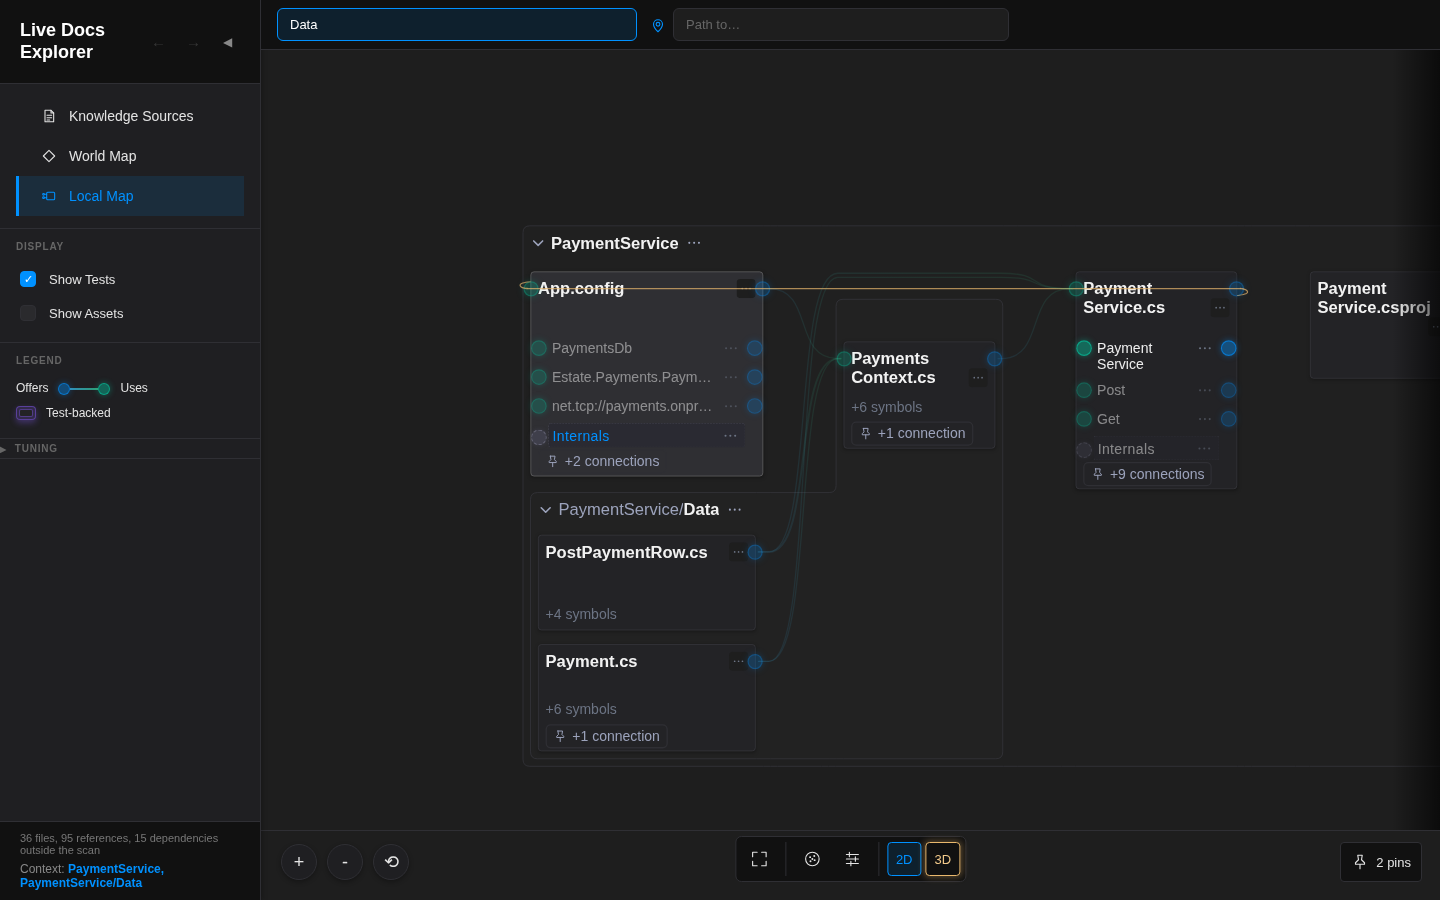 Live Docs
Explorer
Data
Path to…
Knowledge Sources
World Map
Local Map
DISPLAY
Show Tests
Show Assets
LEGEND
Offers
Uses
Test-backed
TUNING
36 files, 95 references, 15 dependencies
outside the scan
Context: PaymentService,
PaymentService/Data
PaymentService
App.config
PaymentsDb
Estate.Payments.Paym…
net.tcp://payments.onpr…
Internals
+2 connections
Payments
Context.cs
+6 symbols
+1 connection
Payment
Service.cs
Payment
Service
Post
Get
Internals
+9 connections
Payment
Service.csproj
PaymentService/Data
PostPaymentRow.cs
+4 symbols
Payment.cs
+6 symbols
+1 connection
+
-
2D
3D
2 pins